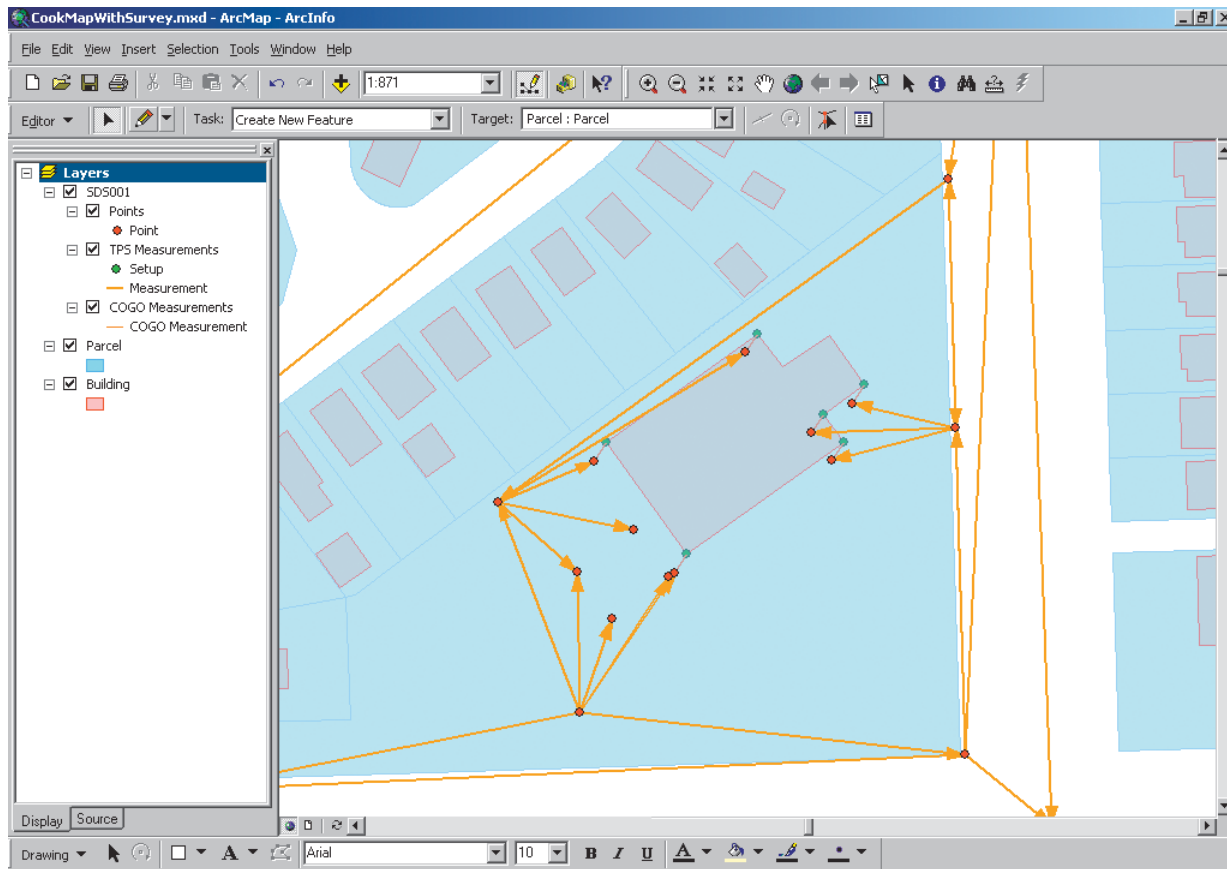 CookMapWithSurvey.mxd - ArcMap - ArcInfo
File Edit View Insert Selection Tools Window Help
1:871
Editor Task: Create New Feature Target: Parcel : Parcel
Layers
SDS001
Points
Point
TPS Measurements
Setup
Measurement
COGO Measurements
COGO Measurement
Parcel
Building
Display Source
Drawing A Arial 10 B I U A